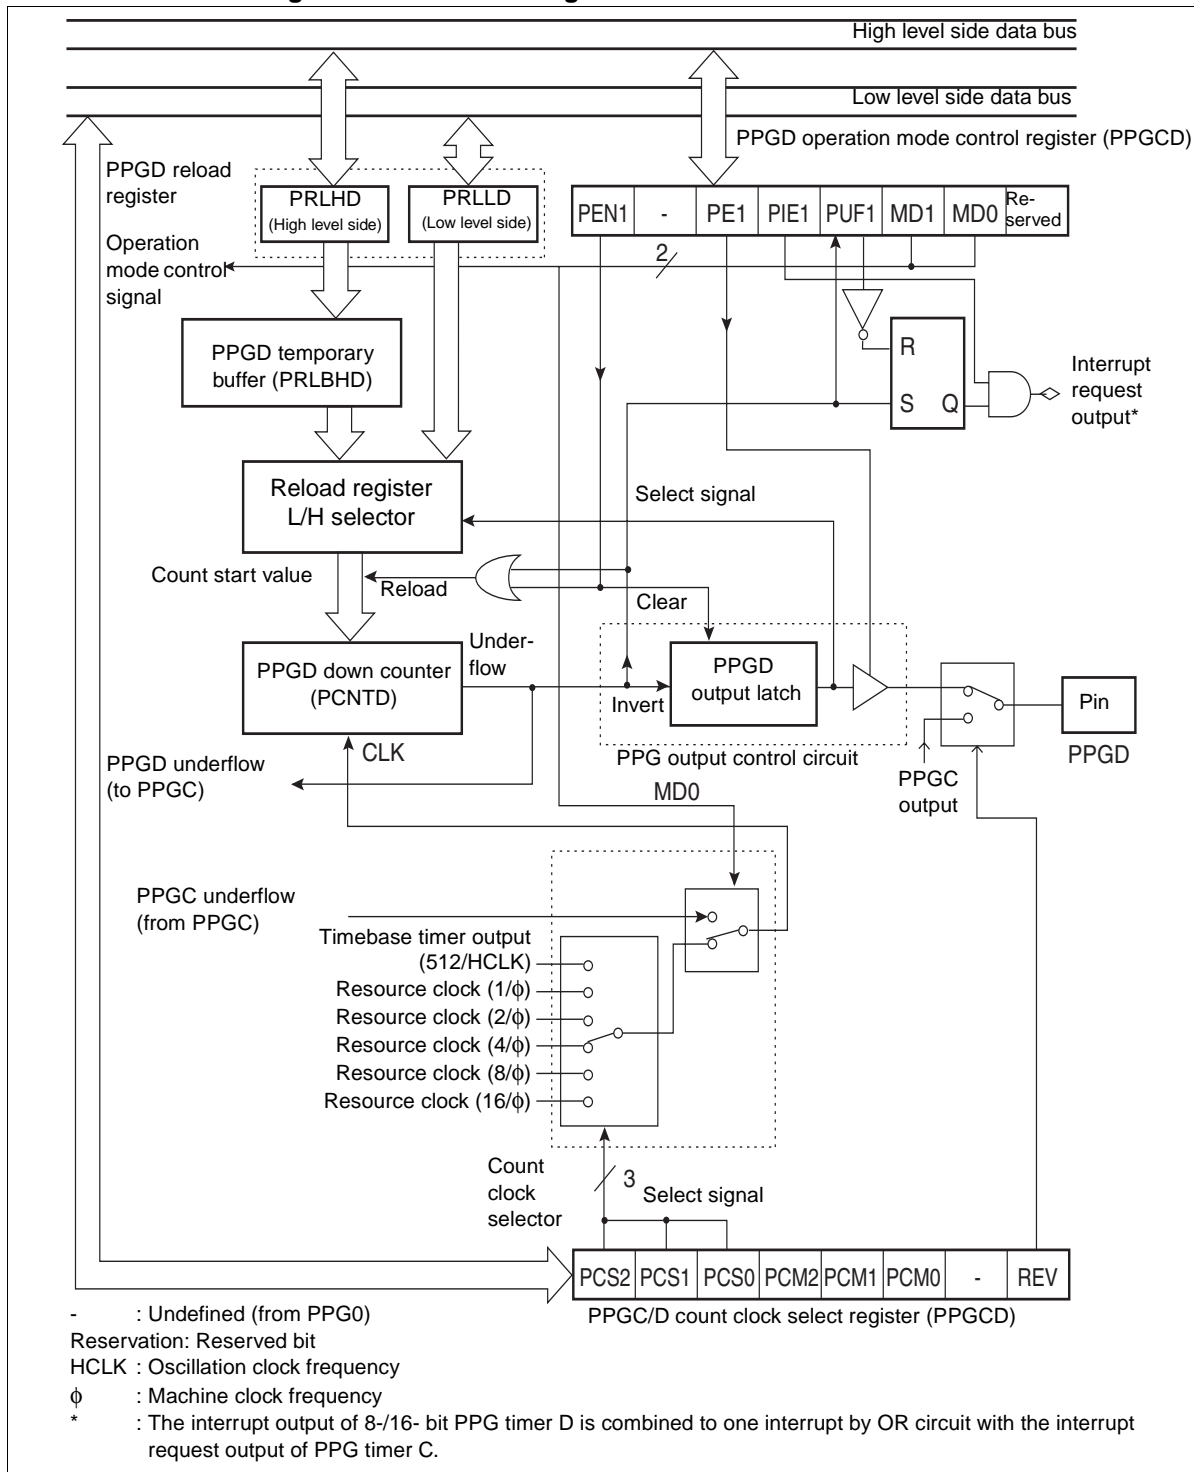 High level side data bus
Low level side data bus
PPGD operation mode control register (PPGCD)
PPGD reload
register
PRLHD
(High level side)
PRLLD
(Low level side)
PEN1
-
PE1
PIE1
PUF1
MD1
MD0
Re-
served
Operation
mode control
signal
2
PPGD temporary
buffer (PRLBHD)
R
S
Q
Interrupt
request
output*
Reload register
L/H selector
Select signal
Count start value
Reload
Clear
Under-
flow
PPGD down counter
(PCNTD)
Invert
PPGD
output latch
Pin
PPGD
CLK
PPG output control circuit
PPGD underflow
(to PPGC)
MD0
PPGC
output
PPGC underflow
(from PPGC)
Timebase timer output
(512/HCLK)
Resource clock (1/ϕ)
Resource clock (2/ϕ)
Resource clock (4/ϕ)
Resource clock (8/ϕ)
Resource clock (16/ϕ)
Count
clock
selector
3
Select signal
PCS2
PCS1
PCS0
PCM2
PCM1
PCM0
-
REV
PPGC/D count clock select register (PPGCD)
- : Undefined (from PPG0)
Reservation: Reserved bit
HCLK : Oscillation clock frequency
ϕ : Machine clock frequency
* : The interrupt output of 8-/16- bit PPG timer D is combined to one interrupt by OR circuit with the interrupt
request output of PPG timer C.